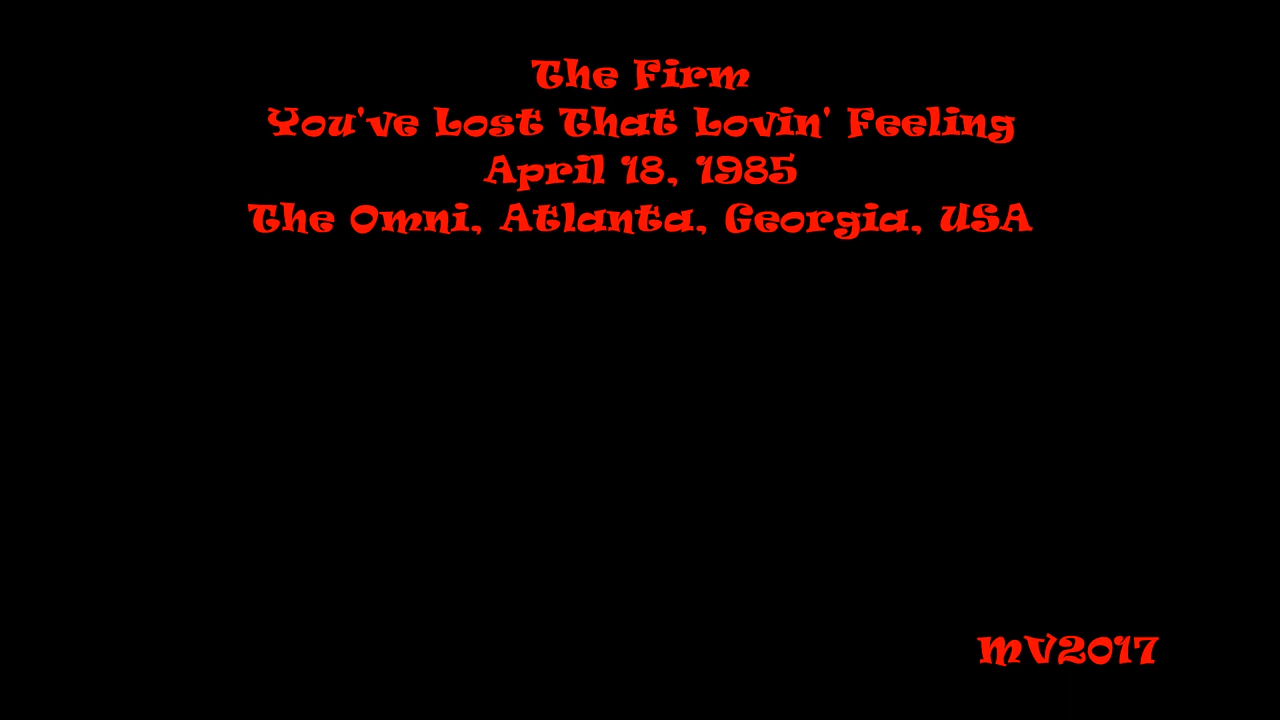 The Firm
You've Lost That Lovin' Feeling
April 18, 1985
The Omni, Atlanta, Georgia, USA
MV2017